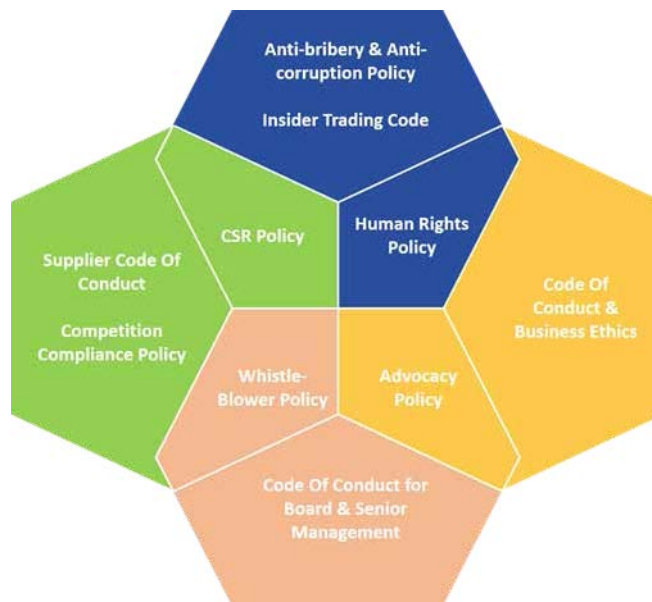 Anti-bribery & Anti-
corruption Policy
Insider Trading Code
CSR Policy
Human Rights
Policy
Supplier Code Of
Conduct
Competition
Compliance Policy
Code Of
Conduct &
Business Ethics
Whistle-
Blower Policy
Advocacy
Policy
Code Of Conduct for
Board & Senior
Management